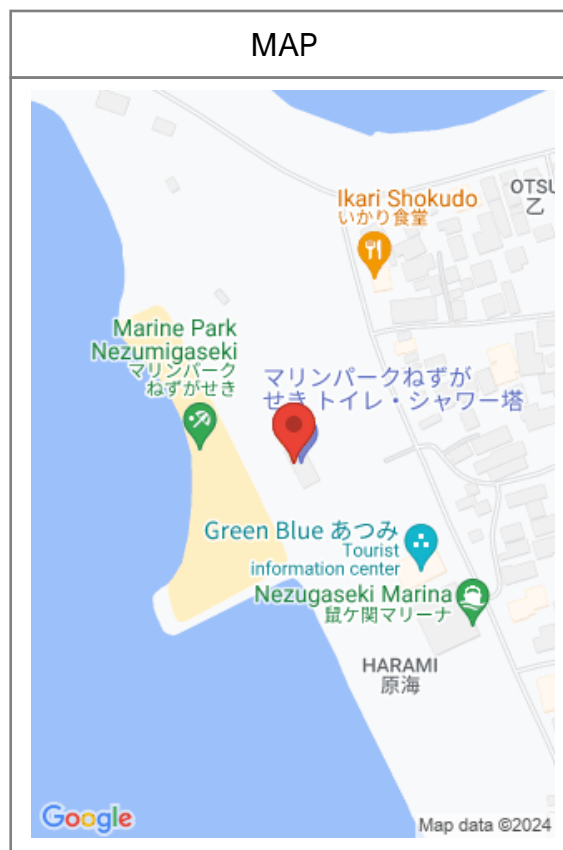 MAP
Ikari Shokudo
いかり食堂
OTSU
乙
Marine Park
Nezumigaseki
マリンパーク
ねずがせき
マリンパークねずが
せき トイレ・シャワー塔
Green Blue あつみ
Tourist
information center
Nezugaseki Marina
鼠ケ関マリーナ
HARAMI
原海
Google
Map data ©2024